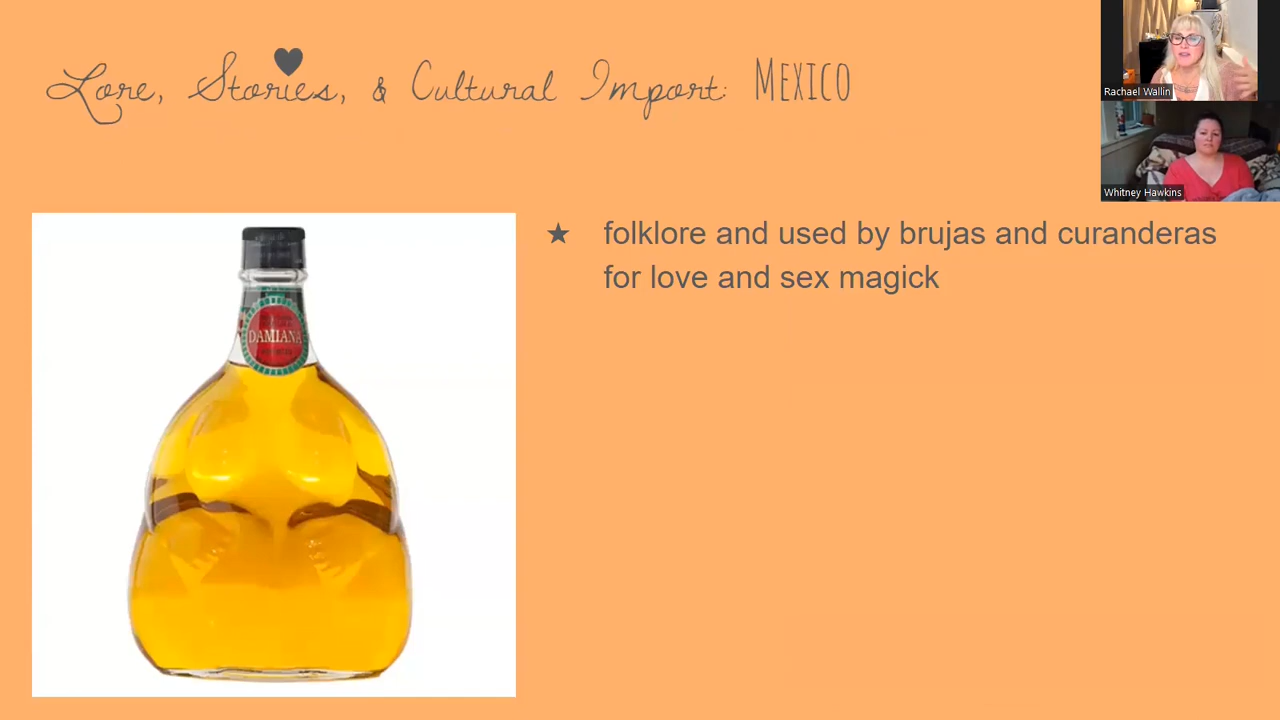 Lore, Stories, & Cultural Import: MEXICO
Rachael Wallin
Whitney Hawkins
★ folklore and used by brujas and curanderas
for love and sex magick
DAMIANA